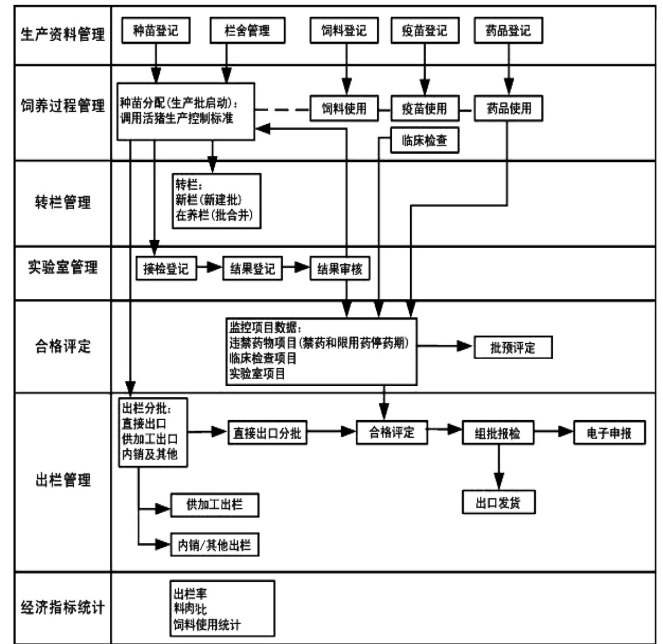 生产资料管理
种苗登记
栏舍管理
饲料登记
疫苗登记
药品登记
饲养过程管理
种苗分配(生产批启动):
调用活猪生产控制标准
饲料使用
疫苗使用
药品使用
临床检查
转栏管理
转栏:
新栏(新建批)
在养栏(批合并)
实验室管理
接检登记
结果登记
结果审核
合格评定
监控项目数据:
违禁药物项目(禁药和限用药停药期)
临床检查项目
实验室项目
批预评定
出栏管理
出栏分批:
直接出口
供加工出口
内销及其他
直接出口分批
合格评定
组批报检
电子申报
供加工出栏
出口发货
内销/其他出栏
经济指标统计
出栏率
料肉比
饲料使用统计